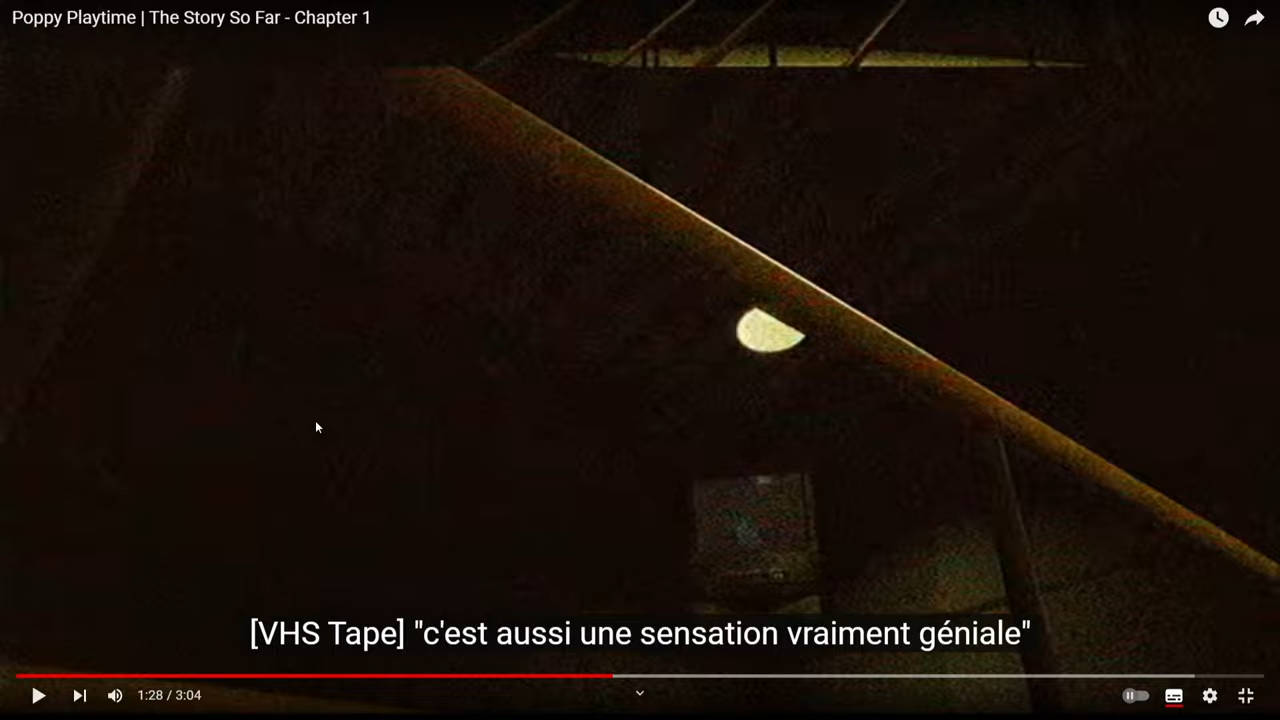 Poppy Playtime | The Story So Far - Chapter 1
[VHS Tape] "c'est aussi une sensation vraiment géniale"
1:28 / 3:04